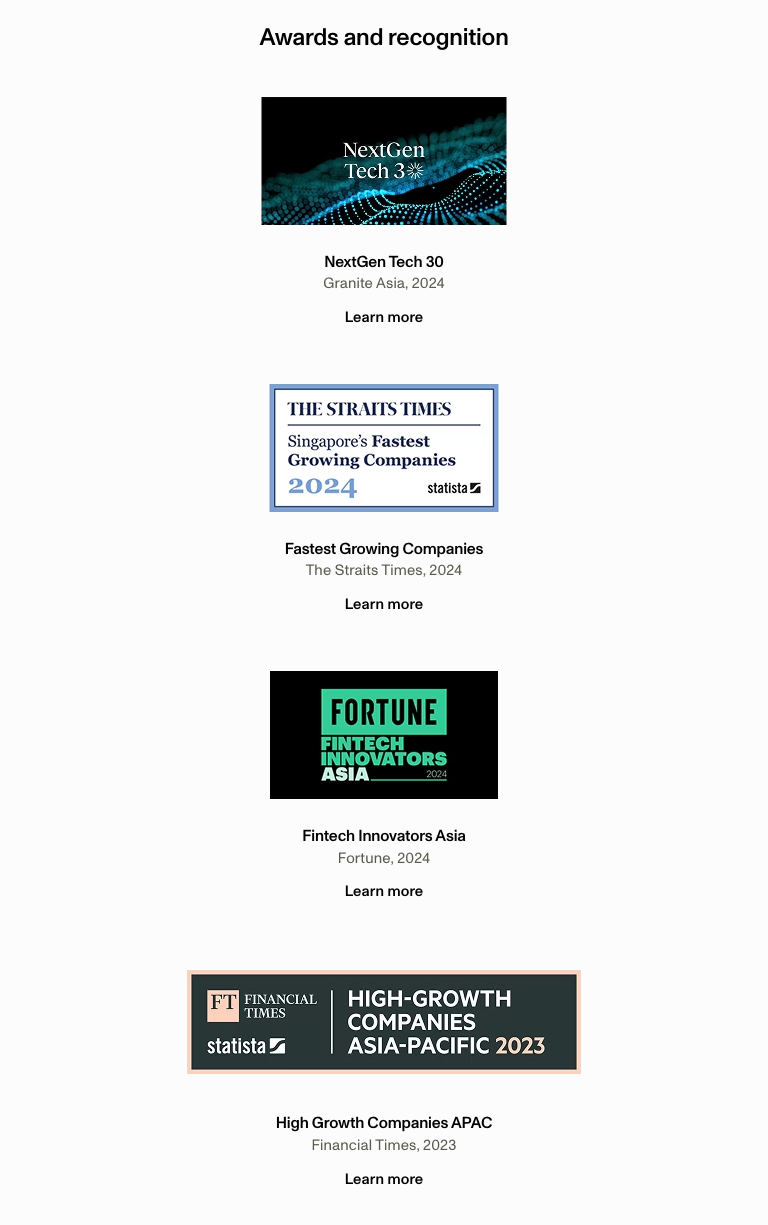 Awards and recognition
NextGen
Tech 30
NextGen Tech 30
Granite Asia, 2024
Learn more
THE STRAITS TIMES
Singapore's Fastest
Growing Companies
2024
statista
Fastest Growing Companies
The Straits Times, 2024
Learn more
FORTUNE
FINTECH
INNOVATORS
ASIA 2024
Fintech Innovators Asia
Fortune, 2024
Learn more
FT FINANCIAL
TIMES
statista
HIGH-GROWTH
COMPANIES
ASIA-PACIFIC 2023
High Growth Companies APAC
Financial Times, 2023
Learn more